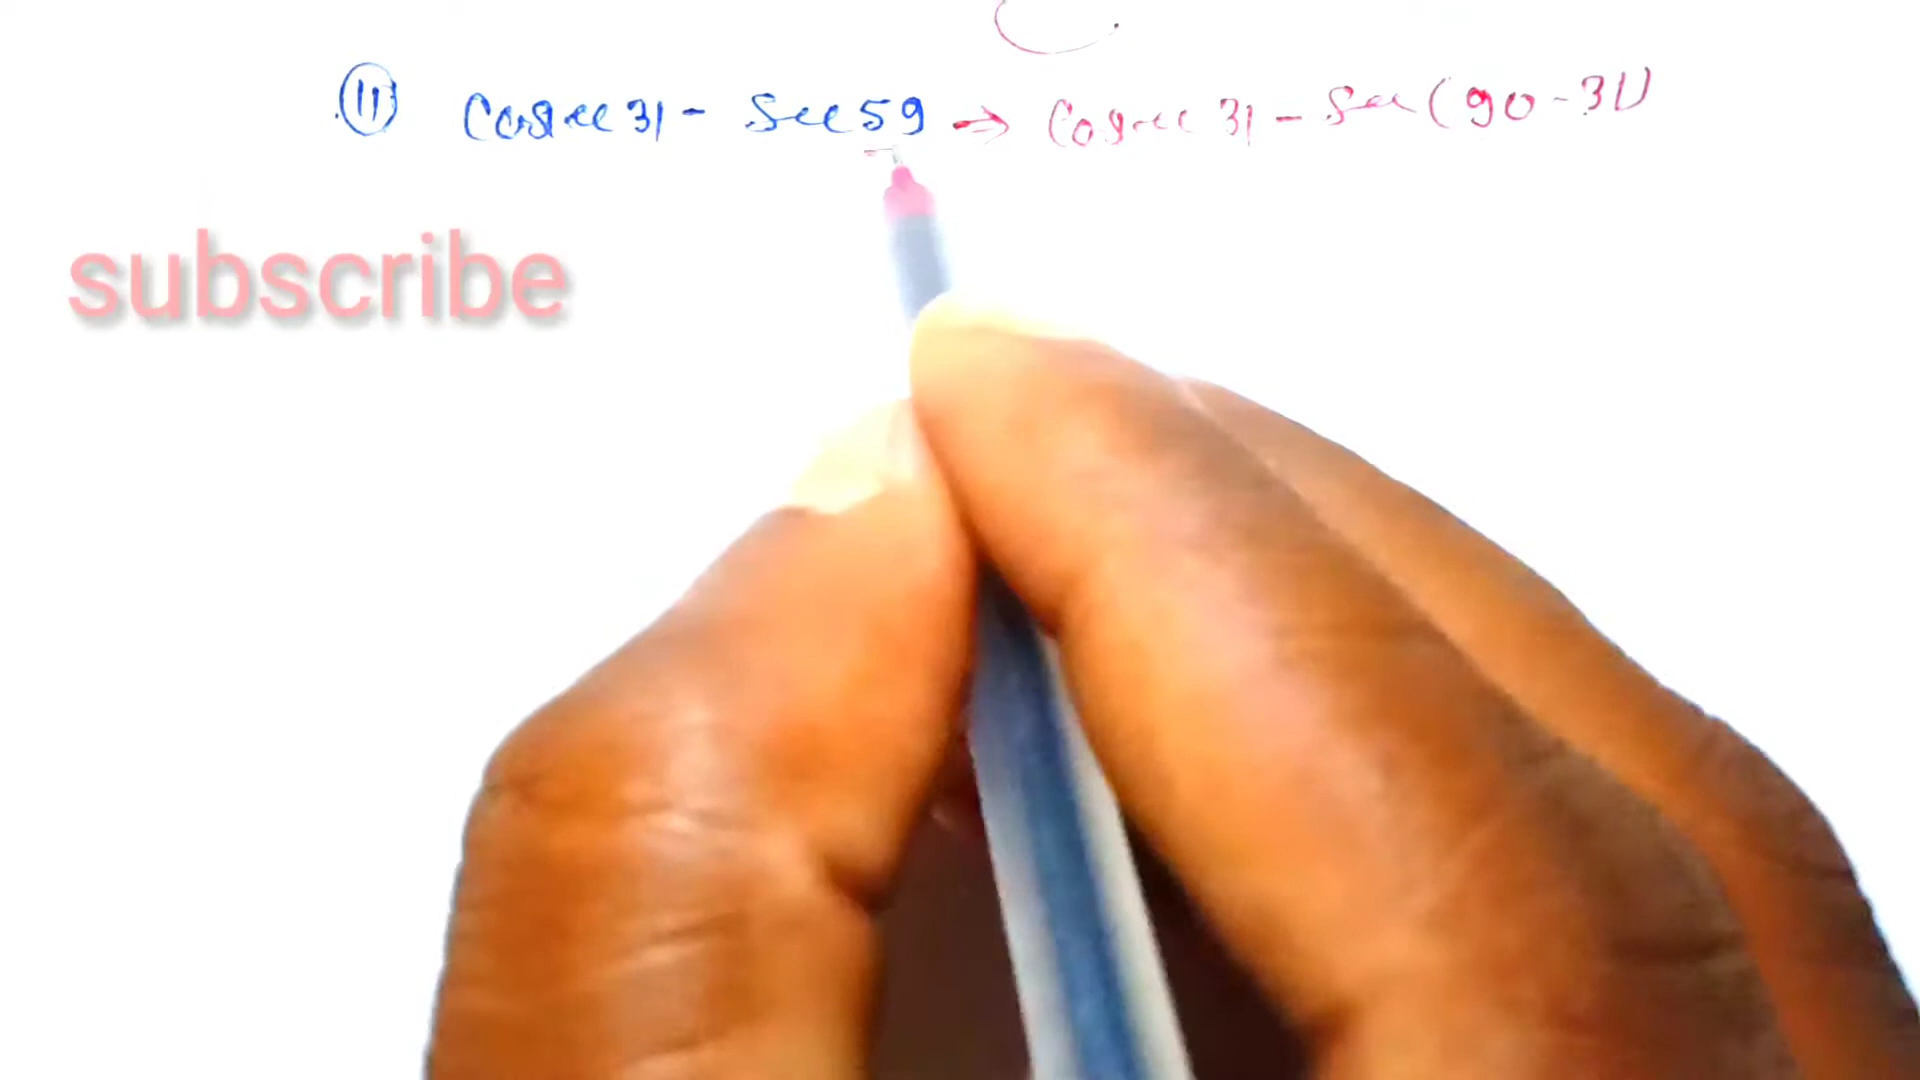 (11) Cosec 31 - Sec 59 → Cosec 31 - Sec (90 - 31)
subscribe